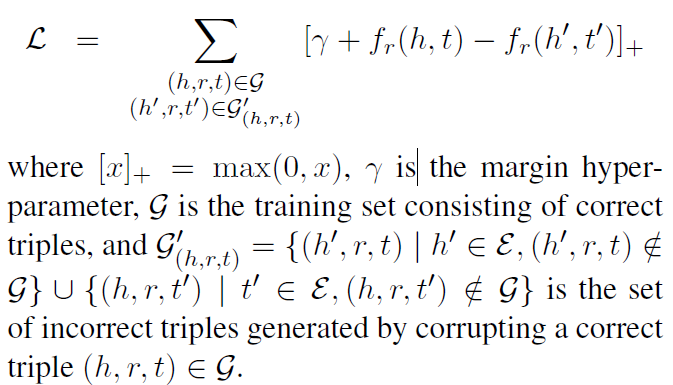 ℒ = ∑ [γ + f_r(h, t) − f_r(h′, t′)]₊
(h,r,t)∈𝒢
(h′,r,t′)∈𝒢′_(h,r,t)
where [x]₊ = max(0, x), γ is the margin hyper-
parameter, 𝒢 is the training set consisting of correct
triples, and 𝒢′_(h,r,t) = {(h′, r, t) | h′ ∈ ℰ, (h′, r, t) ∉
𝒢} ∪ {(h, r, t′) | t′ ∈ ℰ, (h, r, t′) ∉ 𝒢} is the set
of incorrect triples generated by corrupting a correct
triple (h, r, t) ∈ 𝒢.